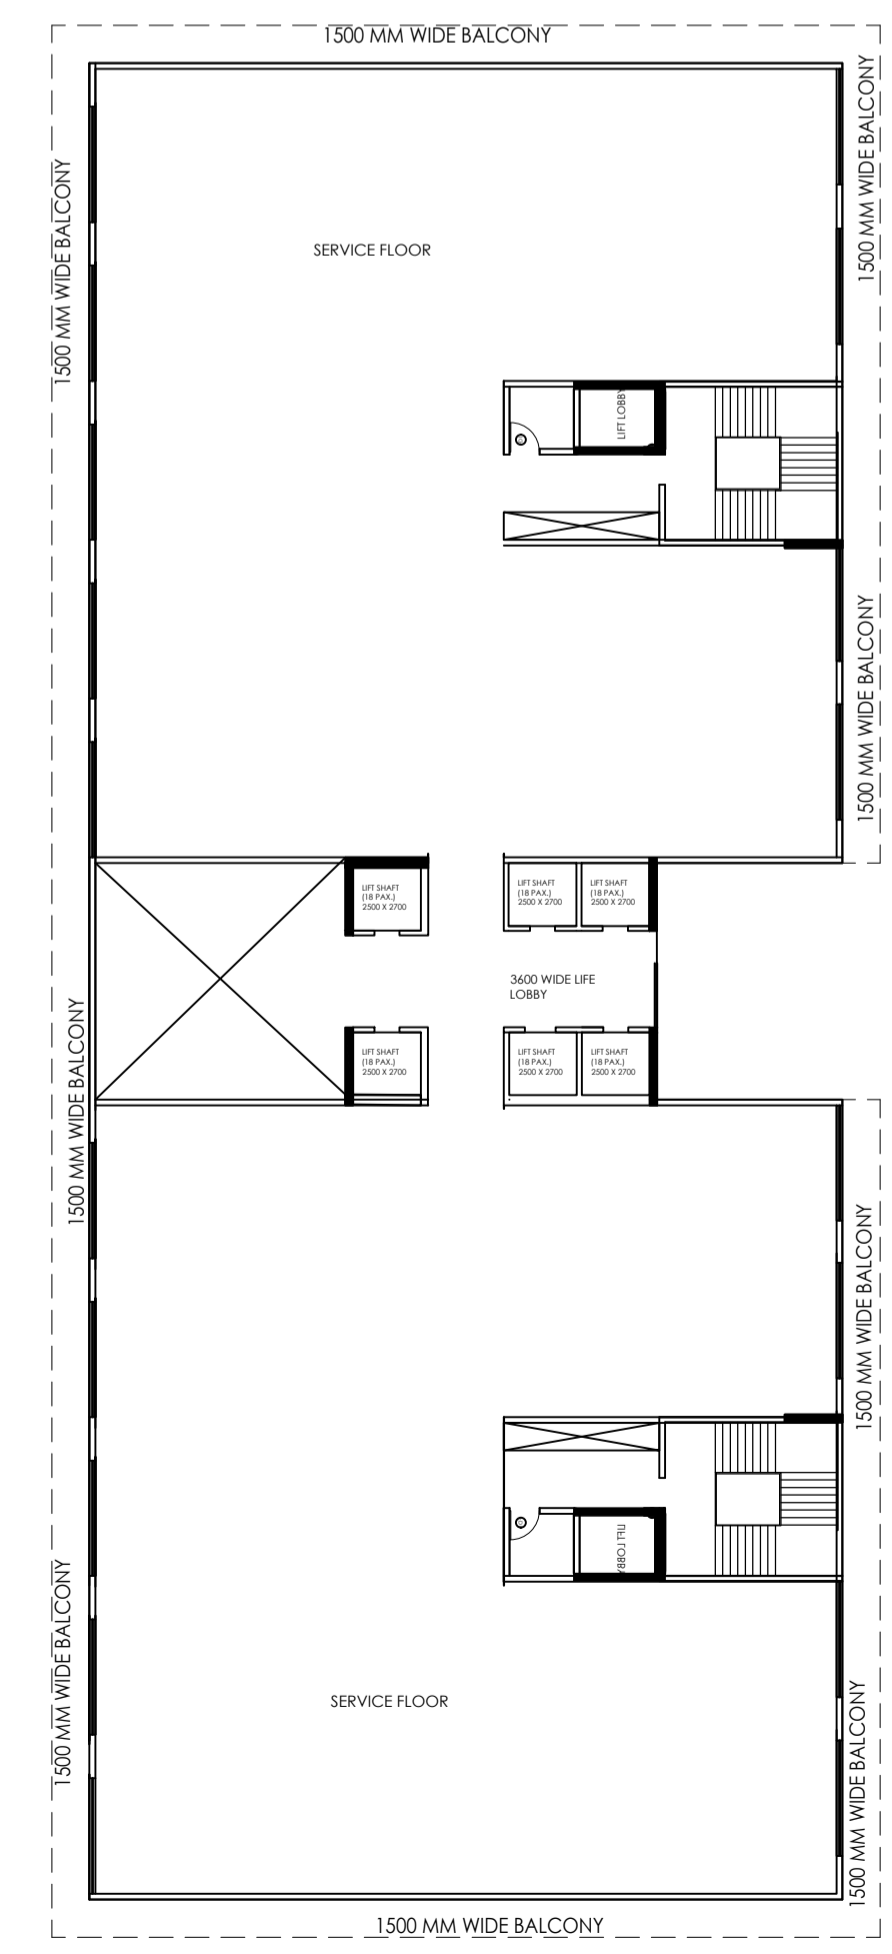 1500 MM WIDE BALCONY
1500 MM WIDE BALCONY
1500 MM WIDE BALCONY
SERVICE FLOOR
LIFT LOBBY
1500 MM WIDE BALCONY
LIFT SHAFT
(18 PAX.)
2500 X 2700
LIFT SHAFT
(18 PAX.)
2500 X 2700
LIFT SHAFT
(18 PAX.)
2500 X 2700
3600 WIDE LIFE
LOBBY
1500 MM WIDE BALCONY
LIFT SHAFT
(18 PAX.)
2500 X 2700
LIFT SHAFT
(18 PAX.)
2500 X 2700
LIFT SHAFT
(18 PAX.)
2500 X 2700
1500 MM WIDE BALCONY
LIFT LOBBY
1500 MM WIDE BALCONY
SERVICE FLOOR
1500 MM WIDE BALCONY
1500 MM WIDE BALCONY